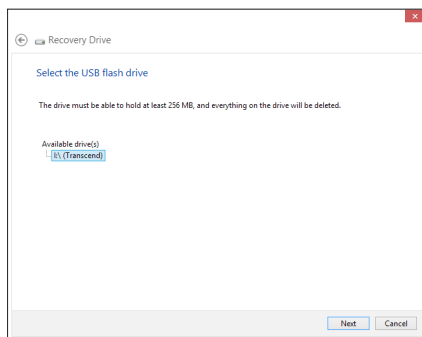 Recovery Drive
Select the USB flash drive
The drive must be able to hold at least 256 MB, and everything on the drive will be deleted.
Available drive(s)
I:\ (Transcend)
Next Cancel